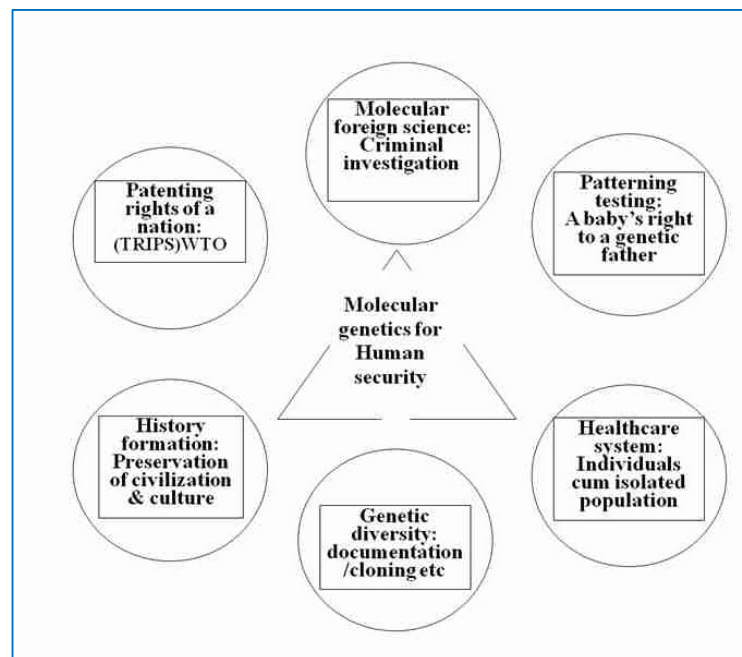 Molecular
foreign science:
Criminal
investigation
Patenting
rights of a
nation:
(TRIPS)WTO
Patterning
testing:
A baby's right
to a genetic
father
Molecular
genetics for
Human
security
History
formation:
Preservation
of civilization
& culture
Healthcare
system:
Individuals
cum isolated
population
Genetic
diversity:
documentation
/cloning etc